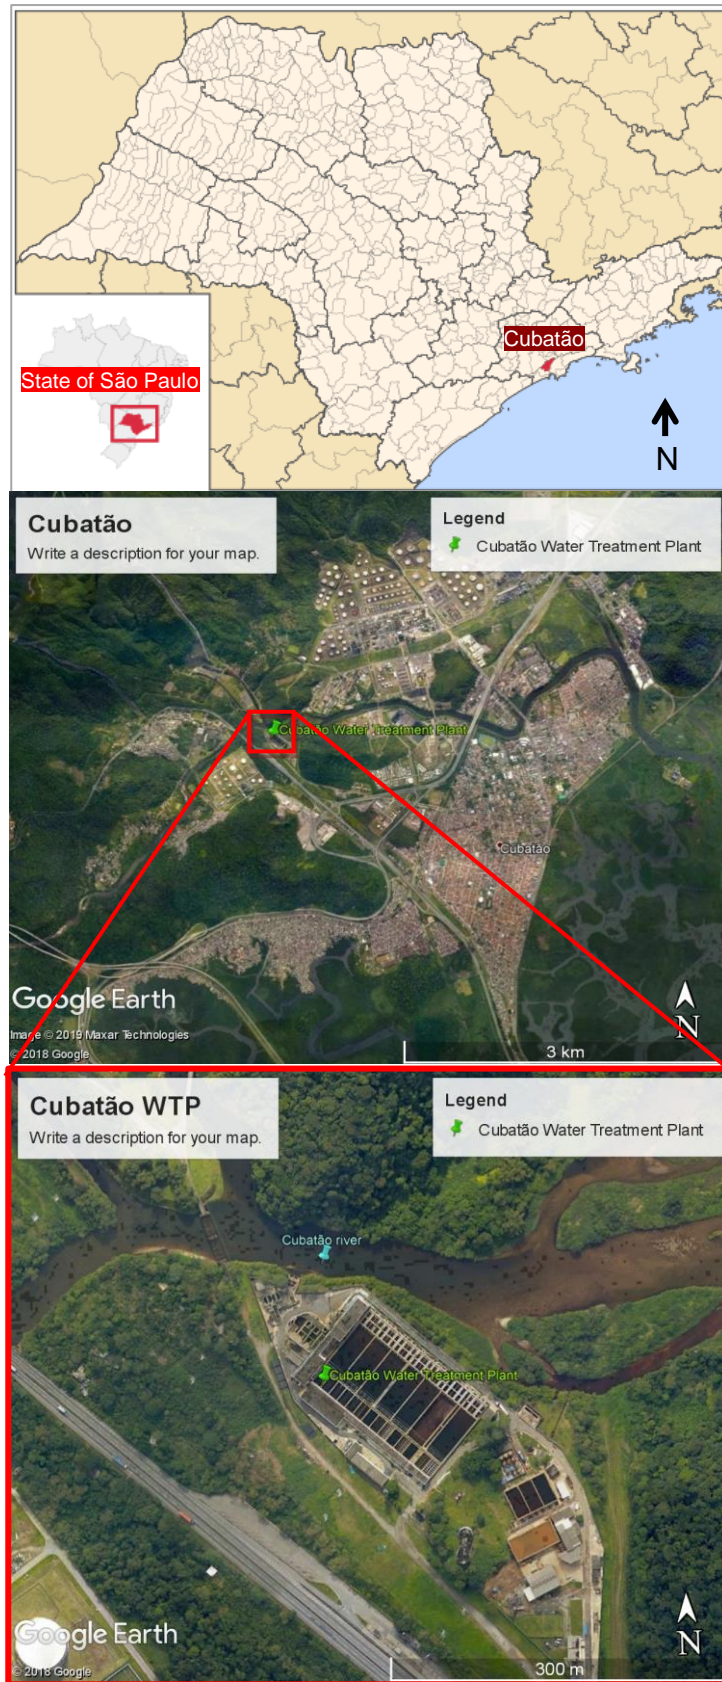 Cubatão
State of São Paulo
N
Cubatão
Write a description for your map.
Legend
Cubatão Water Treatment Plant
Cubatão Water Treatment Plant
Cubatão
Google Earth
Image © 2019 Maxar Technologies
© 2018 Google
N
3 km
Cubatão WTP
Write a description for your map.
Legend
Cubatão Water Treatment Plant
Cubatão river
Cubatão Water Treatment Plant
Google Earth
© 2018 Google
N
300 m